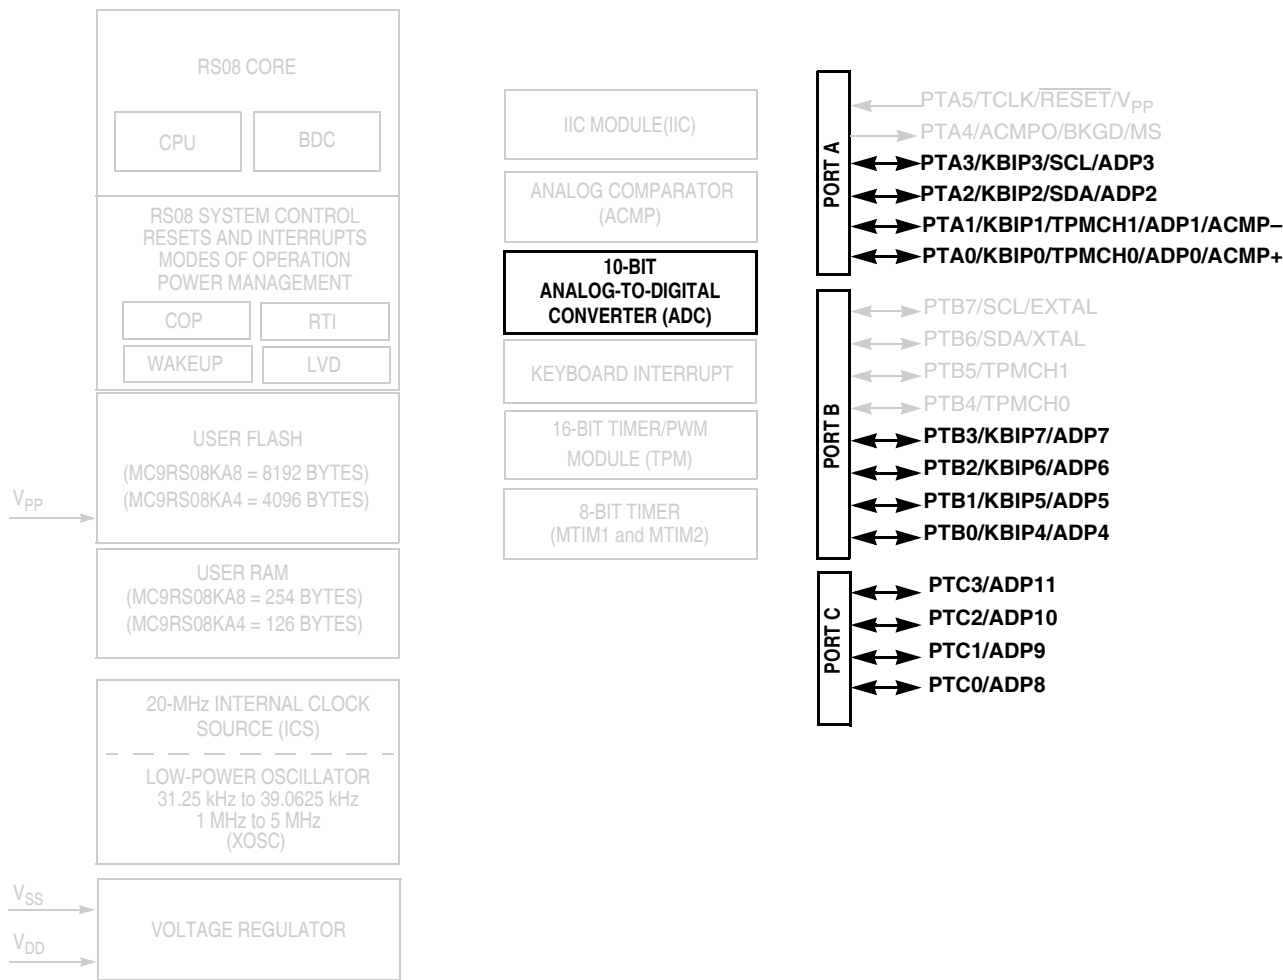 RS08 CORE
CPU
BDC
RS08 SYSTEM CONTROL
RESETS AND INTERRUPTS
MODES OF OPERATION
POWER MANAGEMENT
COP
RTI
WAKEUP
LVD
USER FLASH
(MC9RS08KA8 = 8192 BYTES)
(MC9RS08KA4 = 4096 BYTES)
VPP
USER RAM
(MC9RS08KA8 = 254 BYTES)
(MC9RS08KA4 = 126 BYTES)
20-MHz INTERNAL CLOCK
SOURCE (ICS)
LOW-POWER OSCILLATOR
31.25 kHz to 39.0625 kHz
1 MHz to 5 MHz
(XOSC)
VSS
VDD
VOLTAGE REGULATOR
IIC MODULE(IIC)
ANALOG COMPARATOR
(ACMP)
10-BIT
ANALOG-TO-DIGITAL
CONVERTER (ADC)
KEYBOARD INTERRUPT
16-BIT TIMER/PWM
MODULE (TPM)
8-BIT TIMER
(MTIM1 and MTIM2)
PORT A
PTA5/TCLK/RESET/VPP
PTA4/ACMPO/BKGD/MS
PTA3/KBIP3/SCL/ADP3
PTA2/KBIP2/SDA/ADP2
PTA1/KBIP1/TPMCH1/ADP1/ACMP–
PTA0/KBIP0/TPMCH0/ADP0/ACMP+
PORT B
PTB7/SCL/EXTAL
PTB6/SDA/XTAL
PTB5/TPMCH1
PTB4/TPMCH0
PTB3/KBIP7/ADP7
PTB2/KBIP6/ADP6
PTB1/KBIP5/ADP5
PTB0/KBIP4/ADP4
PORT C
PTC3/ADP11
PTC2/ADP10
PTC1/ADP9
PTC0/ADP8